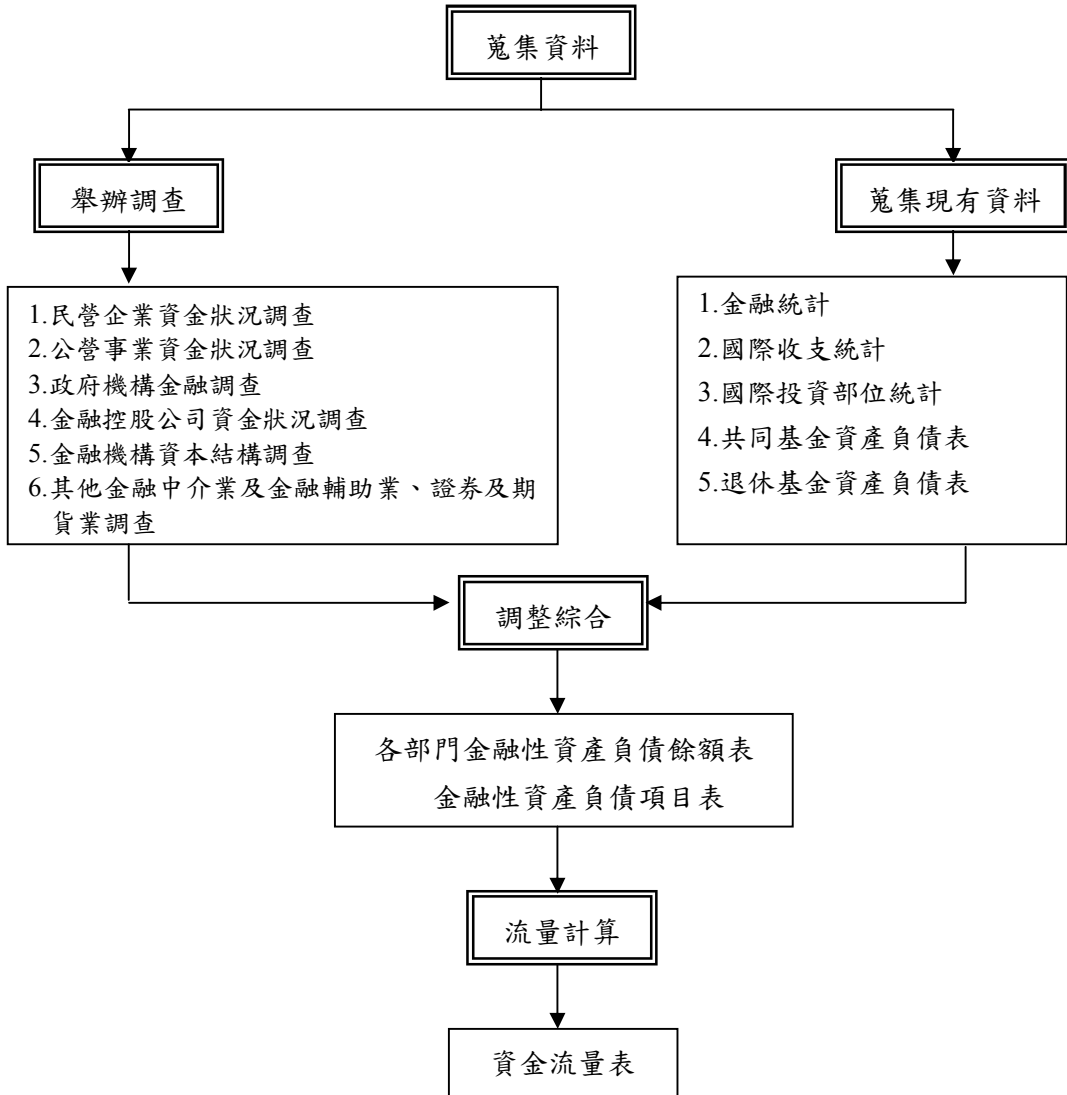 蒐集資料
舉辦調查
蒐集現有資料
1.民營企業資金狀況調查
2.公營事業資金狀況調查
3.政府機構金融調查
4.金融控股公司資金狀況調查
5.金融機構資本結構調查
6.其他金融中介業及金融輔助業、證券及期
貨業調查
1.金融統計
2.國際收支統計
3.國際投資部位統計
4.共同基金資產負債表
5.退休基金資產負債表
調整綜合
各部門金融性資產負債餘額表
金融性資產負債項目表
流量計算
資金流量表